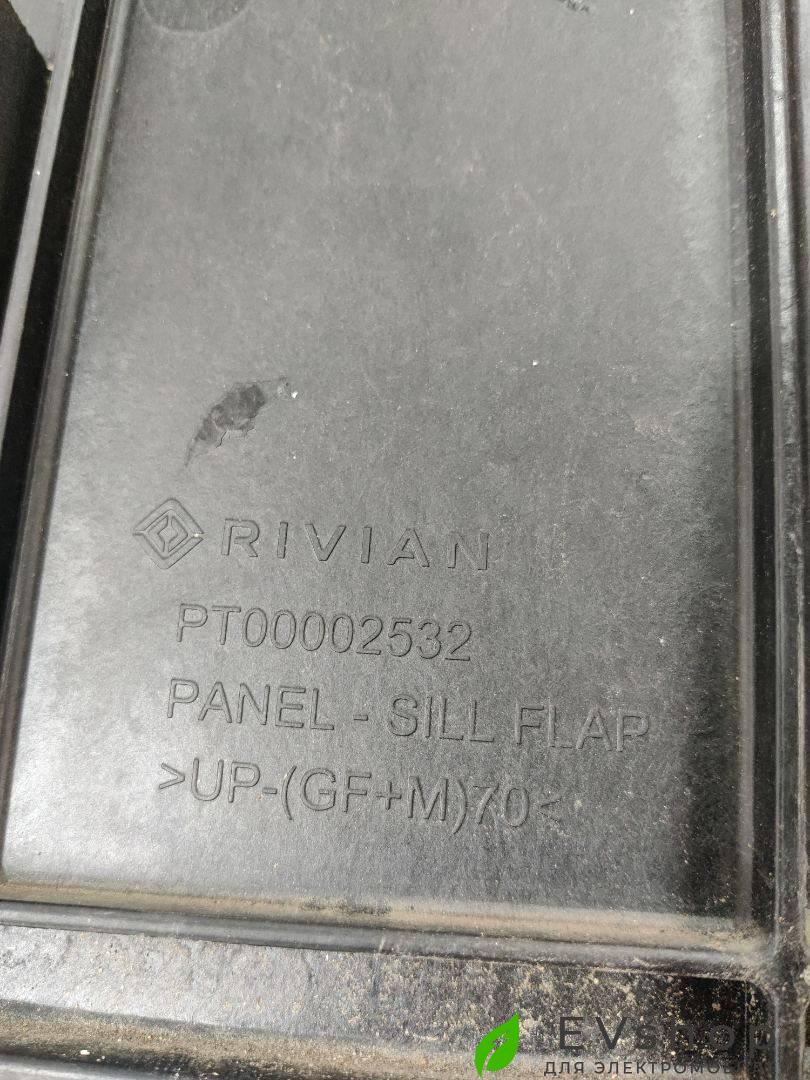 RIVIAN
PT00002532
PANEL - SILL FLAP
>UP-(GF+M)70<
EVshop
ДЛЯ ЭЛЕКТРОМОБ